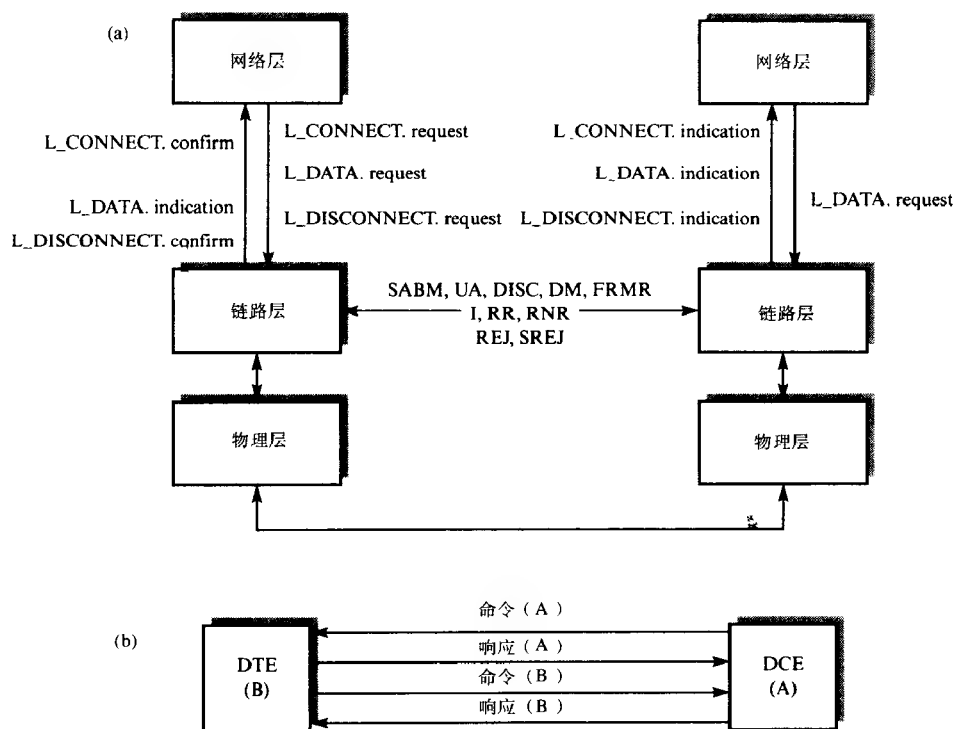 (a)
网络层
网络层
L_CONNECT. confirm
L_CONNECT. request
L_DATA. request
L_DATA. indication
L_DISCONNECT. request
L_DISCONNECT. confirm
L_CONNECT. indication
L_DATA. indication
L_DISCONNECT. indication
L_DATA. request
链路层
SABM, UA, DISC, DM, FRMR
I, RR, RNR
REJ, SREJ
链路层
物理层
物理层
(b)
DTE
(B)
命令（A）
响应（A）
命令（B）
响应（B）
DCE
(A)